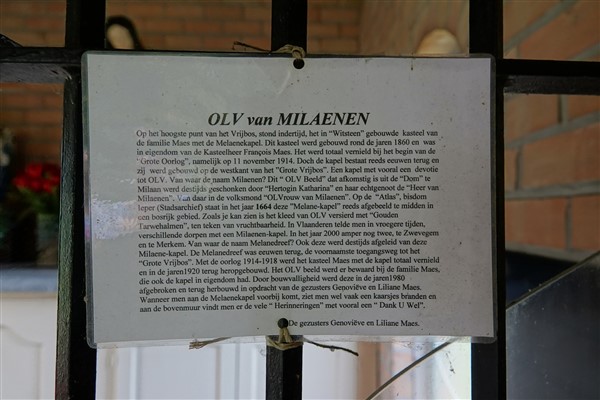 OLV van MILAENEN
Op het hoogste punt van het Vrijbos, stond indertijd, het in “Witsteen” gebouwde kasteel van
de familie Maes met de Melaenekapel. Dit kasteel werd gebouwd rond de jaren 1860 en was
in eigendom van de Kasteelheer François Maes. Het werd totaal vernield bij het begin van de
“Grote Oorlog”, namelijk op 11 november 1914. Doch de kapel bestaat reeds eeuwen terug en
zij werd gebouwd op de westkant van het ”Grote Vrijbos”. Een kapel met vooral een devotie
tot OLV. Van waar de naam Milaenen? Dit “ OLV Beeld” dat afkomstig is uit de “Dom” te
Milaan werd destijds geschonken door “Hertogin Katharina” en haar echtgenoot de “Heer van
Milaenen”. Van daar in de volksmond “OLVrouw van Milaenen”. Op de “Atlas”, bisdom
Ieper (Stadsarchief) staat in het jaar 1664 deze ”Melane-kapel” reeds afgebeeld te midden in
een bosrijk gebied. Zoals je kan zien is het kleed van OLV versierd met “Gouden
Tarwehalmen”, ten teken van vruchtbaarheid. In Vlaanderen telde men in vroegere tijden,
verschillende dorpen met een Milaenen-kapel. In het jaar 2000 amper nog twee, te Zwevegem
en te Merkem. Van waar de naam Melanedreef? Ook deze werd destijds afgeleid van deze
Milaene-kapel. De Melanedreef was eeuwen terug, de voornaamste toegangsweg tot het
“Grote Vrijbos”. Met de oorlog 1914-1918 werd het kasteel Maes met de kapel totaal vernield
en in de jaren1920 terug heropgebouwd. Het OLV beeld werd er bewaard bij de familie Maes,
die ook de kapel in eigendom had. Door bouwvalligheid werd deze in de jaren1980
afgebroken en terug herbouwd in opdracht van de gezusters Genoviève en Liliane Maes.
Wanneer men aan de Melaenekapel voorbij komt, ziet men wel vaak een kaarsjes branden en
aan de bovenmuur vindt men er de vele “ Herinneringen” met vooral een “ Dank U Wel”.
De gezusters Genoviève en Liliane Maes.